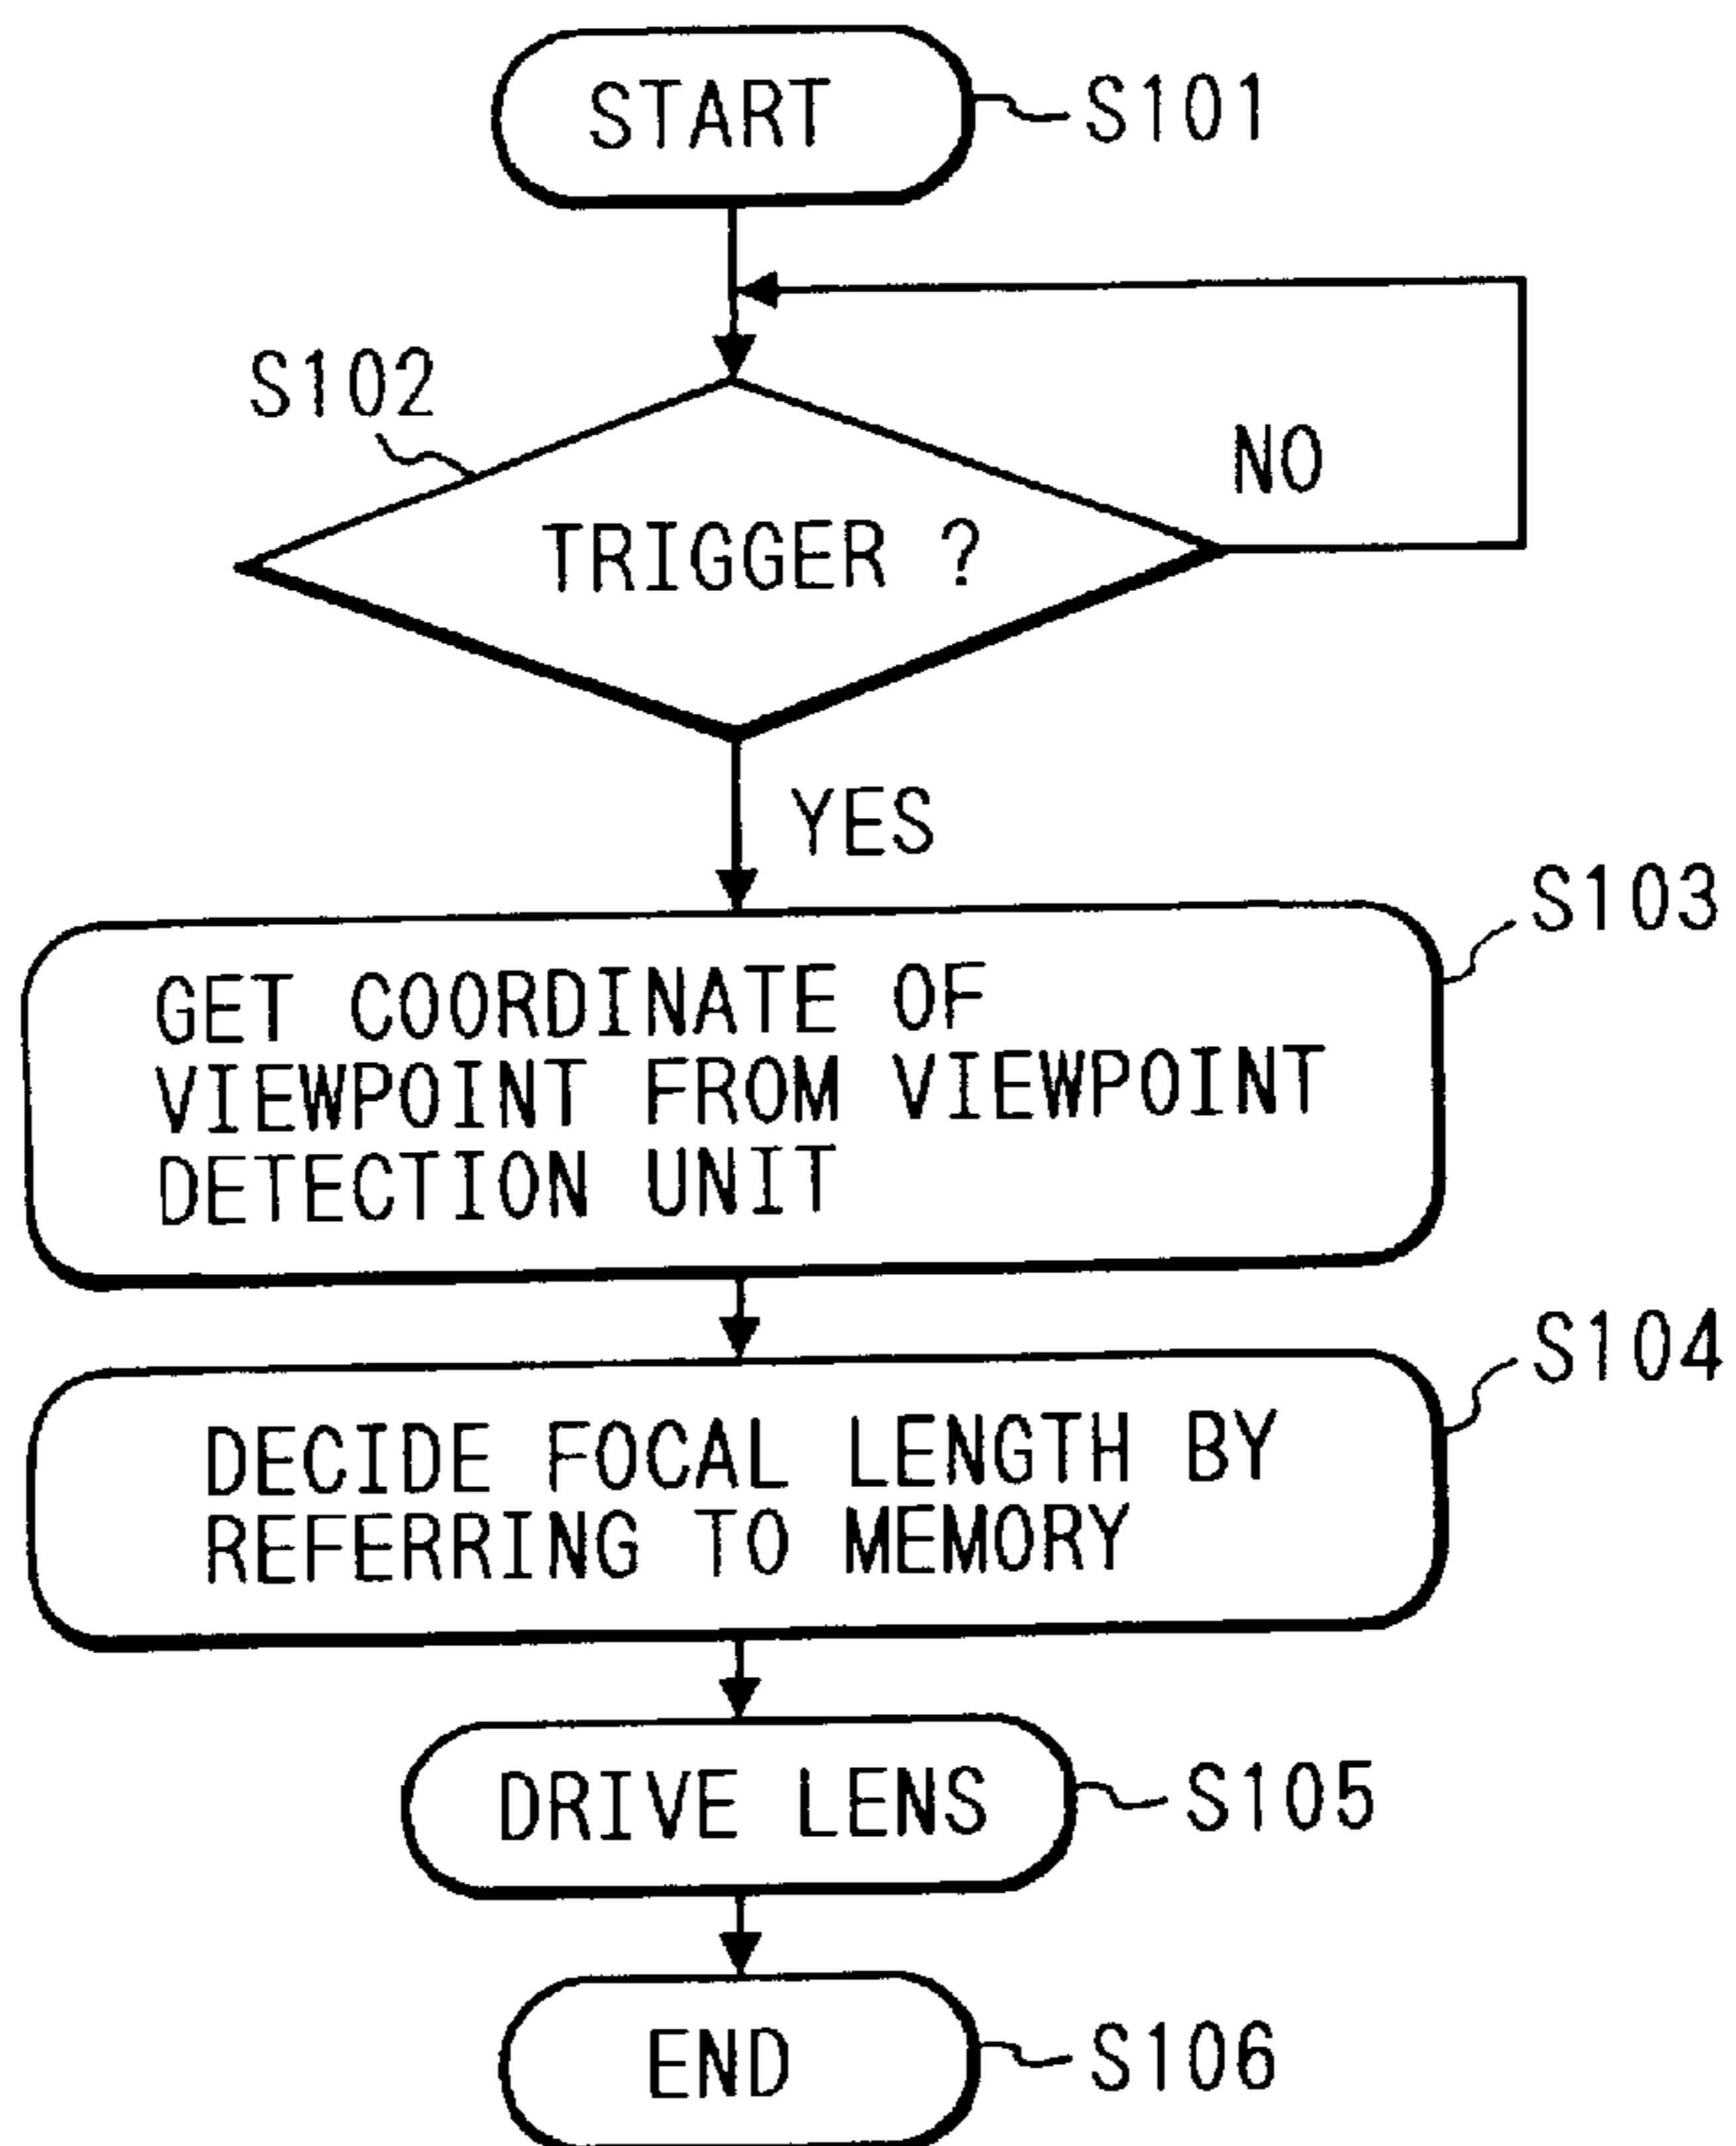 START
S101
S102
NO
TRIGGER ?
YES
S103
GET COORDINATE OF
VIEWPOINT FROM VIEWPOINT
DETECTION UNIT
S104
DECIDE FOCAL LENGTH BY
REFERRING TO MEMORY
DRIVE LENS
S105
END
S106